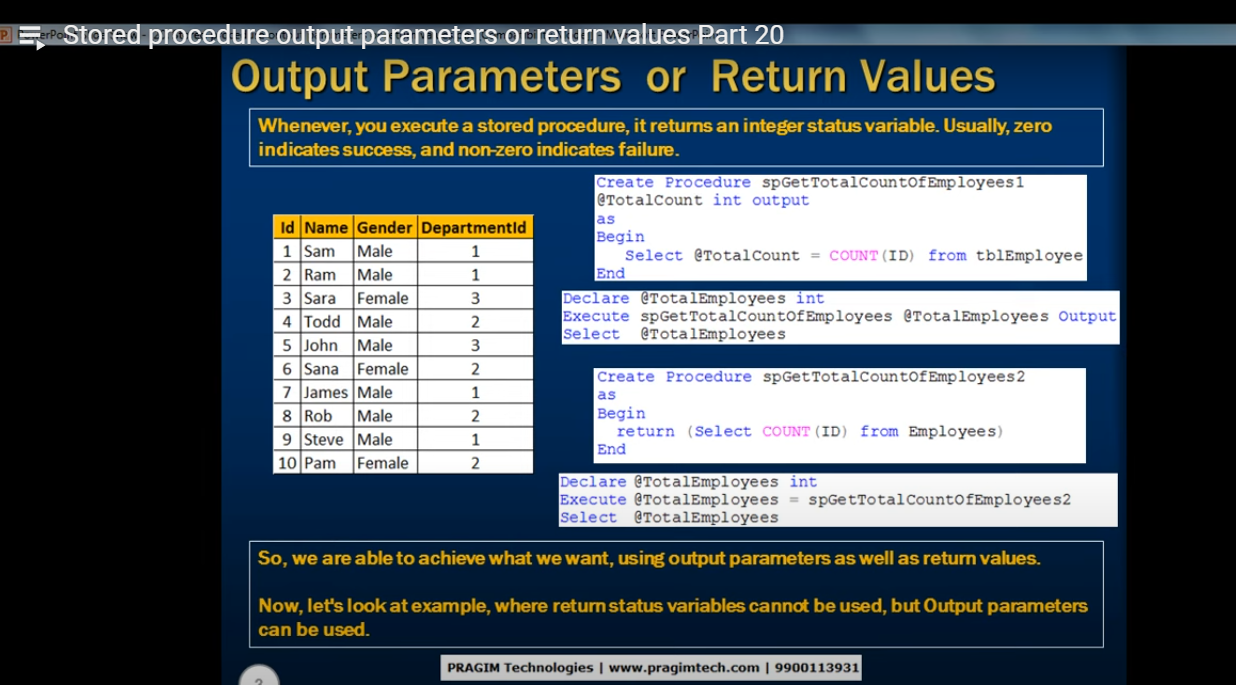 Stored procedure output parameters or return values Part 20
Output Parameters or Return Values
Whenever, you execute a stored procedure, it returns an integer status variable. Usually, zero
indicates success, and non-zero indicates failure.
Id Name Gender DepartmentId
1 Sam Male 1
2 Ram Male 1
3 Sara Female 3
4 Todd Male 2
5 John Male 3
6 Sana Female 2
7 James Male 1
8 Rob Male 2
9 Steve Male 1
10 Pam Female 2
Create Procedure spGetTotalCountOfEmployees1
@TotalCount int output
as
Begin
Select @TotalCount = COUNT(ID) from tblEmployee
End
Declare @TotalEmployees int
Execute spGetTotalCountOfEmployees @TotalEmployees Output
Select @TotalEmployees
Create Procedure spGetTotalCountOfEmployees2
as
Begin
return (Select COUNT(ID) from Employees)
End
Declare @TotalEmployees int
Execute @TotalEmployees = spGetTotalCountOfEmployees2
Select @TotalEmployees
So, we are able to achieve what we want, using output parameters as well as return values.
Now, let's look at example, where return status variables cannot be used, but Output parameters
can be used.
PRAGIM Technologies | www.pragimtech.com | 9900113931